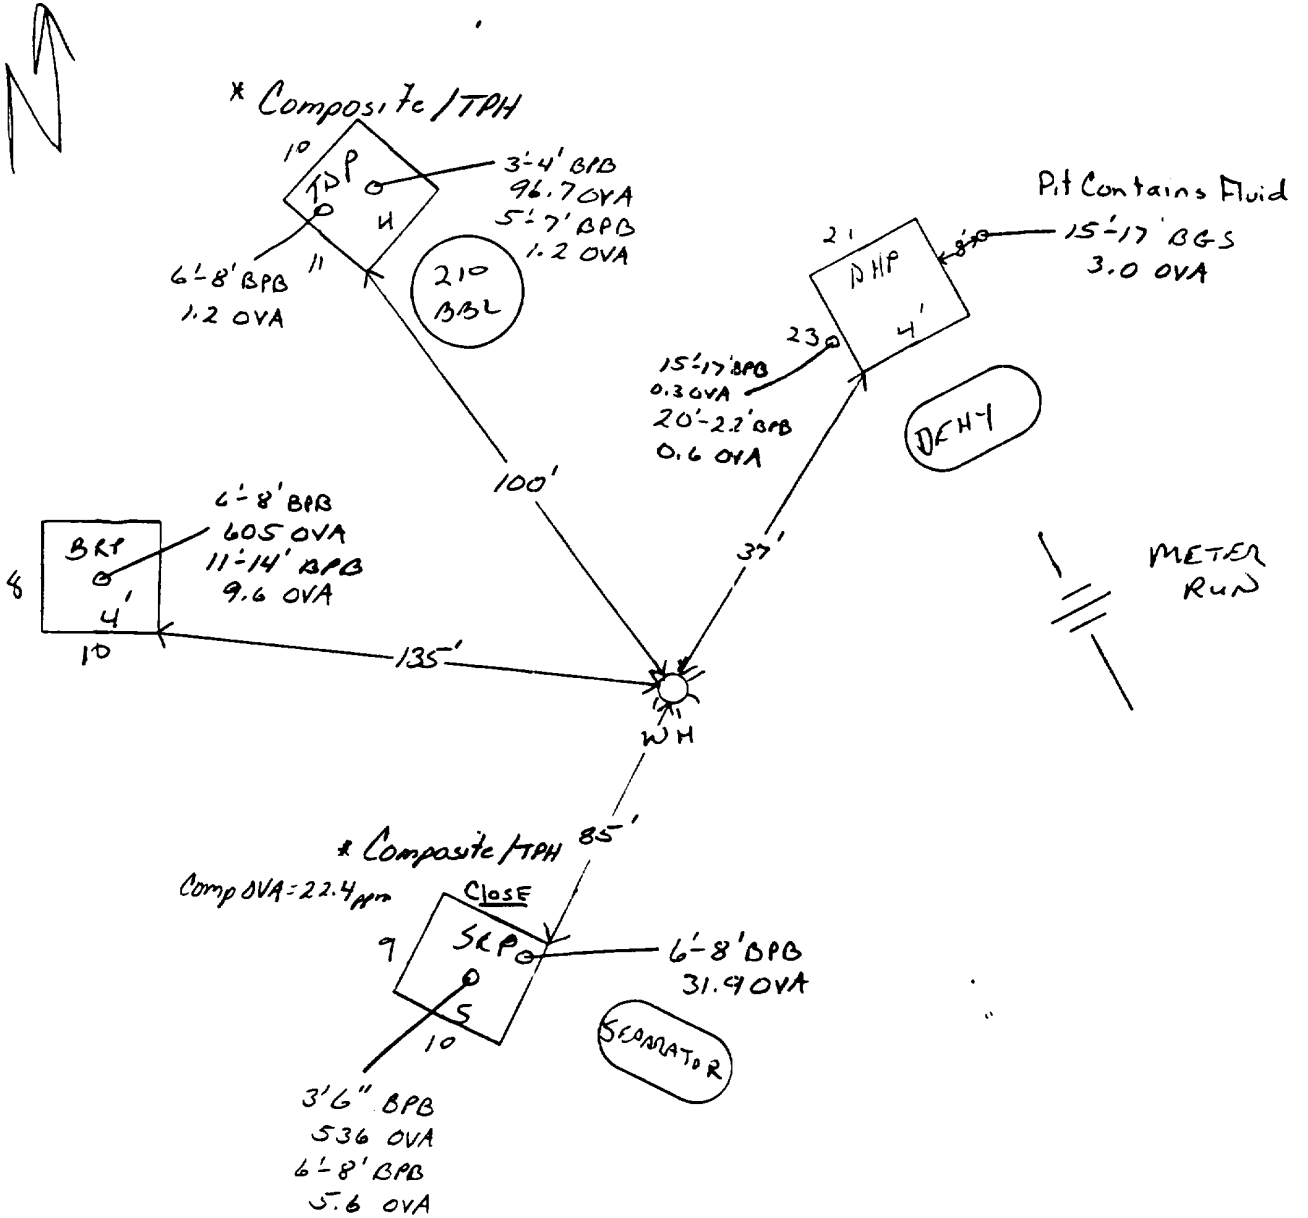 N
* Composite/TPH
10
TDP
4
11
3'-4' BPB
96.7 OVA
5'-7' BPB
1.2 OVA
6'-8' BPB
1.2 OVA
210
BBL
Pit Contains Fluid
15'-17' BGS
3.0 OVA
8'
21
DHP
4'
23
15'-17' BPB
0.3 OVA
20'-22' BPB
0.6 OVA
DEHY
100'
37'
METER
RUN
6'-8' BPB
605 OVA
11'-14' BPB
9.6 OVA
BRP
4'
8
10
135'
WH
85'
* Composite/TPH
Comp OVA = 22.4 ppm
CLOSE
9
SRP
5
10
6'-8' BPB
31.9 OVA
SEPARATOR
3'6" BPB
536 OVA
6'-8' BPB
5.6 OVA